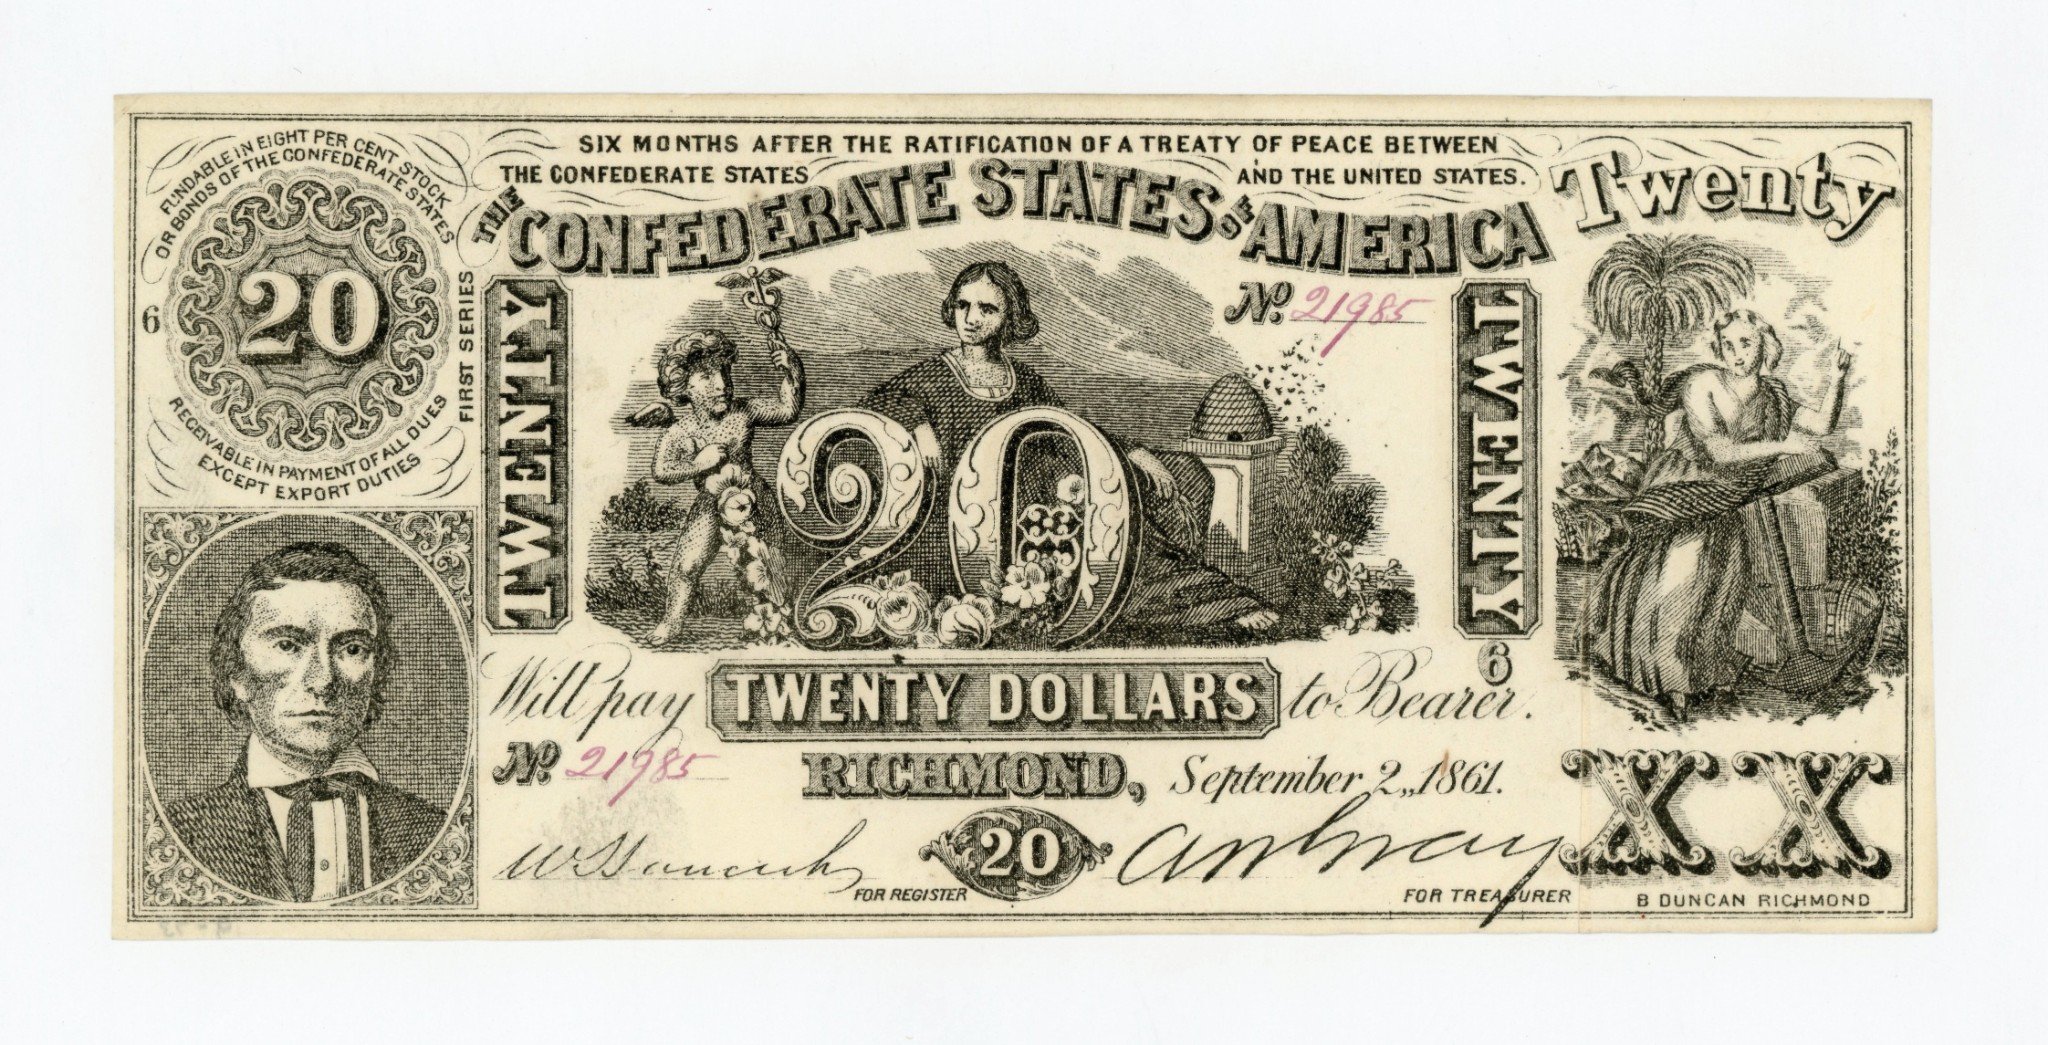 SIX MONTHS AFTER THE RATIFICATION OF A TREATY OF PEACE BETWEEN
THE CONFEDERATE STATES AND THE UNITED STATES.
THE CONFEDERATE STATES OF AMERICA
Twenty
FUNDABLE IN EIGHT PER CENT STOCK
OR BONDS OF THE CONFEDERATE STATES
20
6
RECEIVABLE IN PAYMENT OF ALL DUES
EXCEPT EXPORT DUTIES
FIRST SERIES
TWENTY
No. 21985
20
TWENTY
6
Will pay TWENTY DOLLARS to Bearer.
No 21985
RICHMOND, September 2,, 1861.
XX
20
FOR REGISTER
FOR TREASURER
B DUNCAN RICHMOND